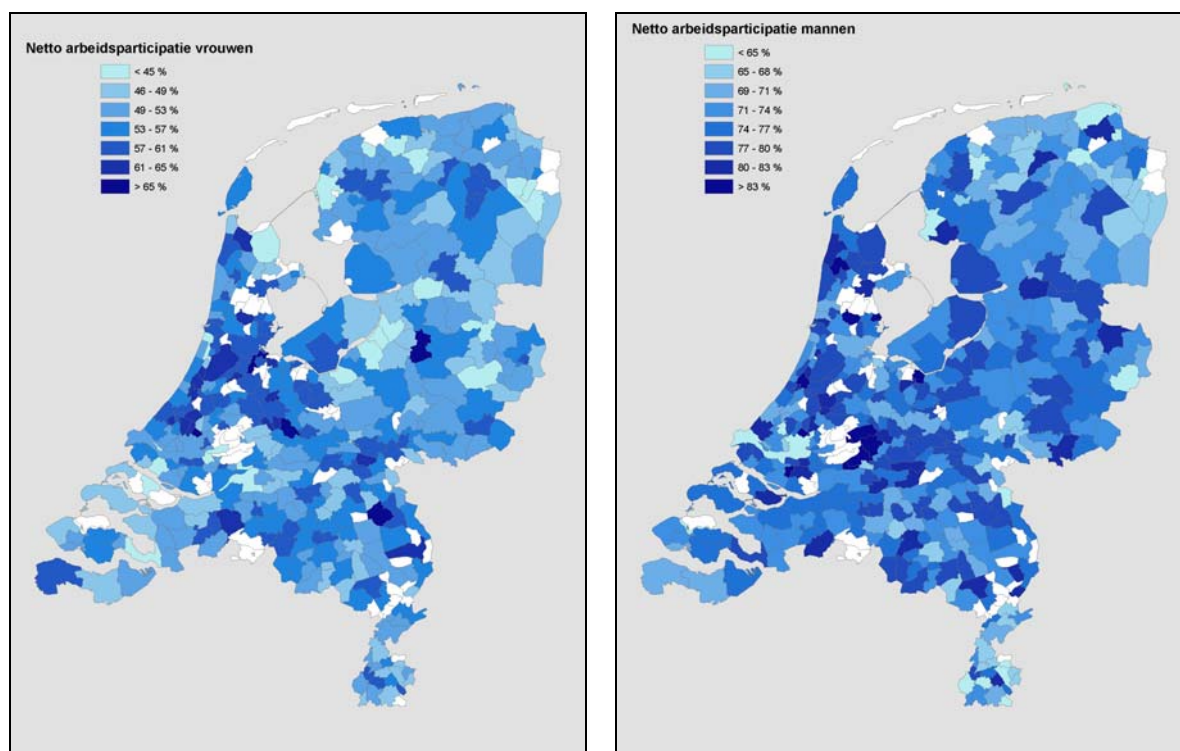 Netto arbeidsparticipatie vrouwen
< 45 %
46 - 49 %
49 - 53 %
53 - 57 %
57 - 61 %
61 - 65 %
> 65 %
Netto arbeidsparticipatie mannen
< 65 %
65 - 68 %
69 - 71 %
71 - 74 %
74 - 77 %
77 - 80 %
80 - 83 %
> 83 %